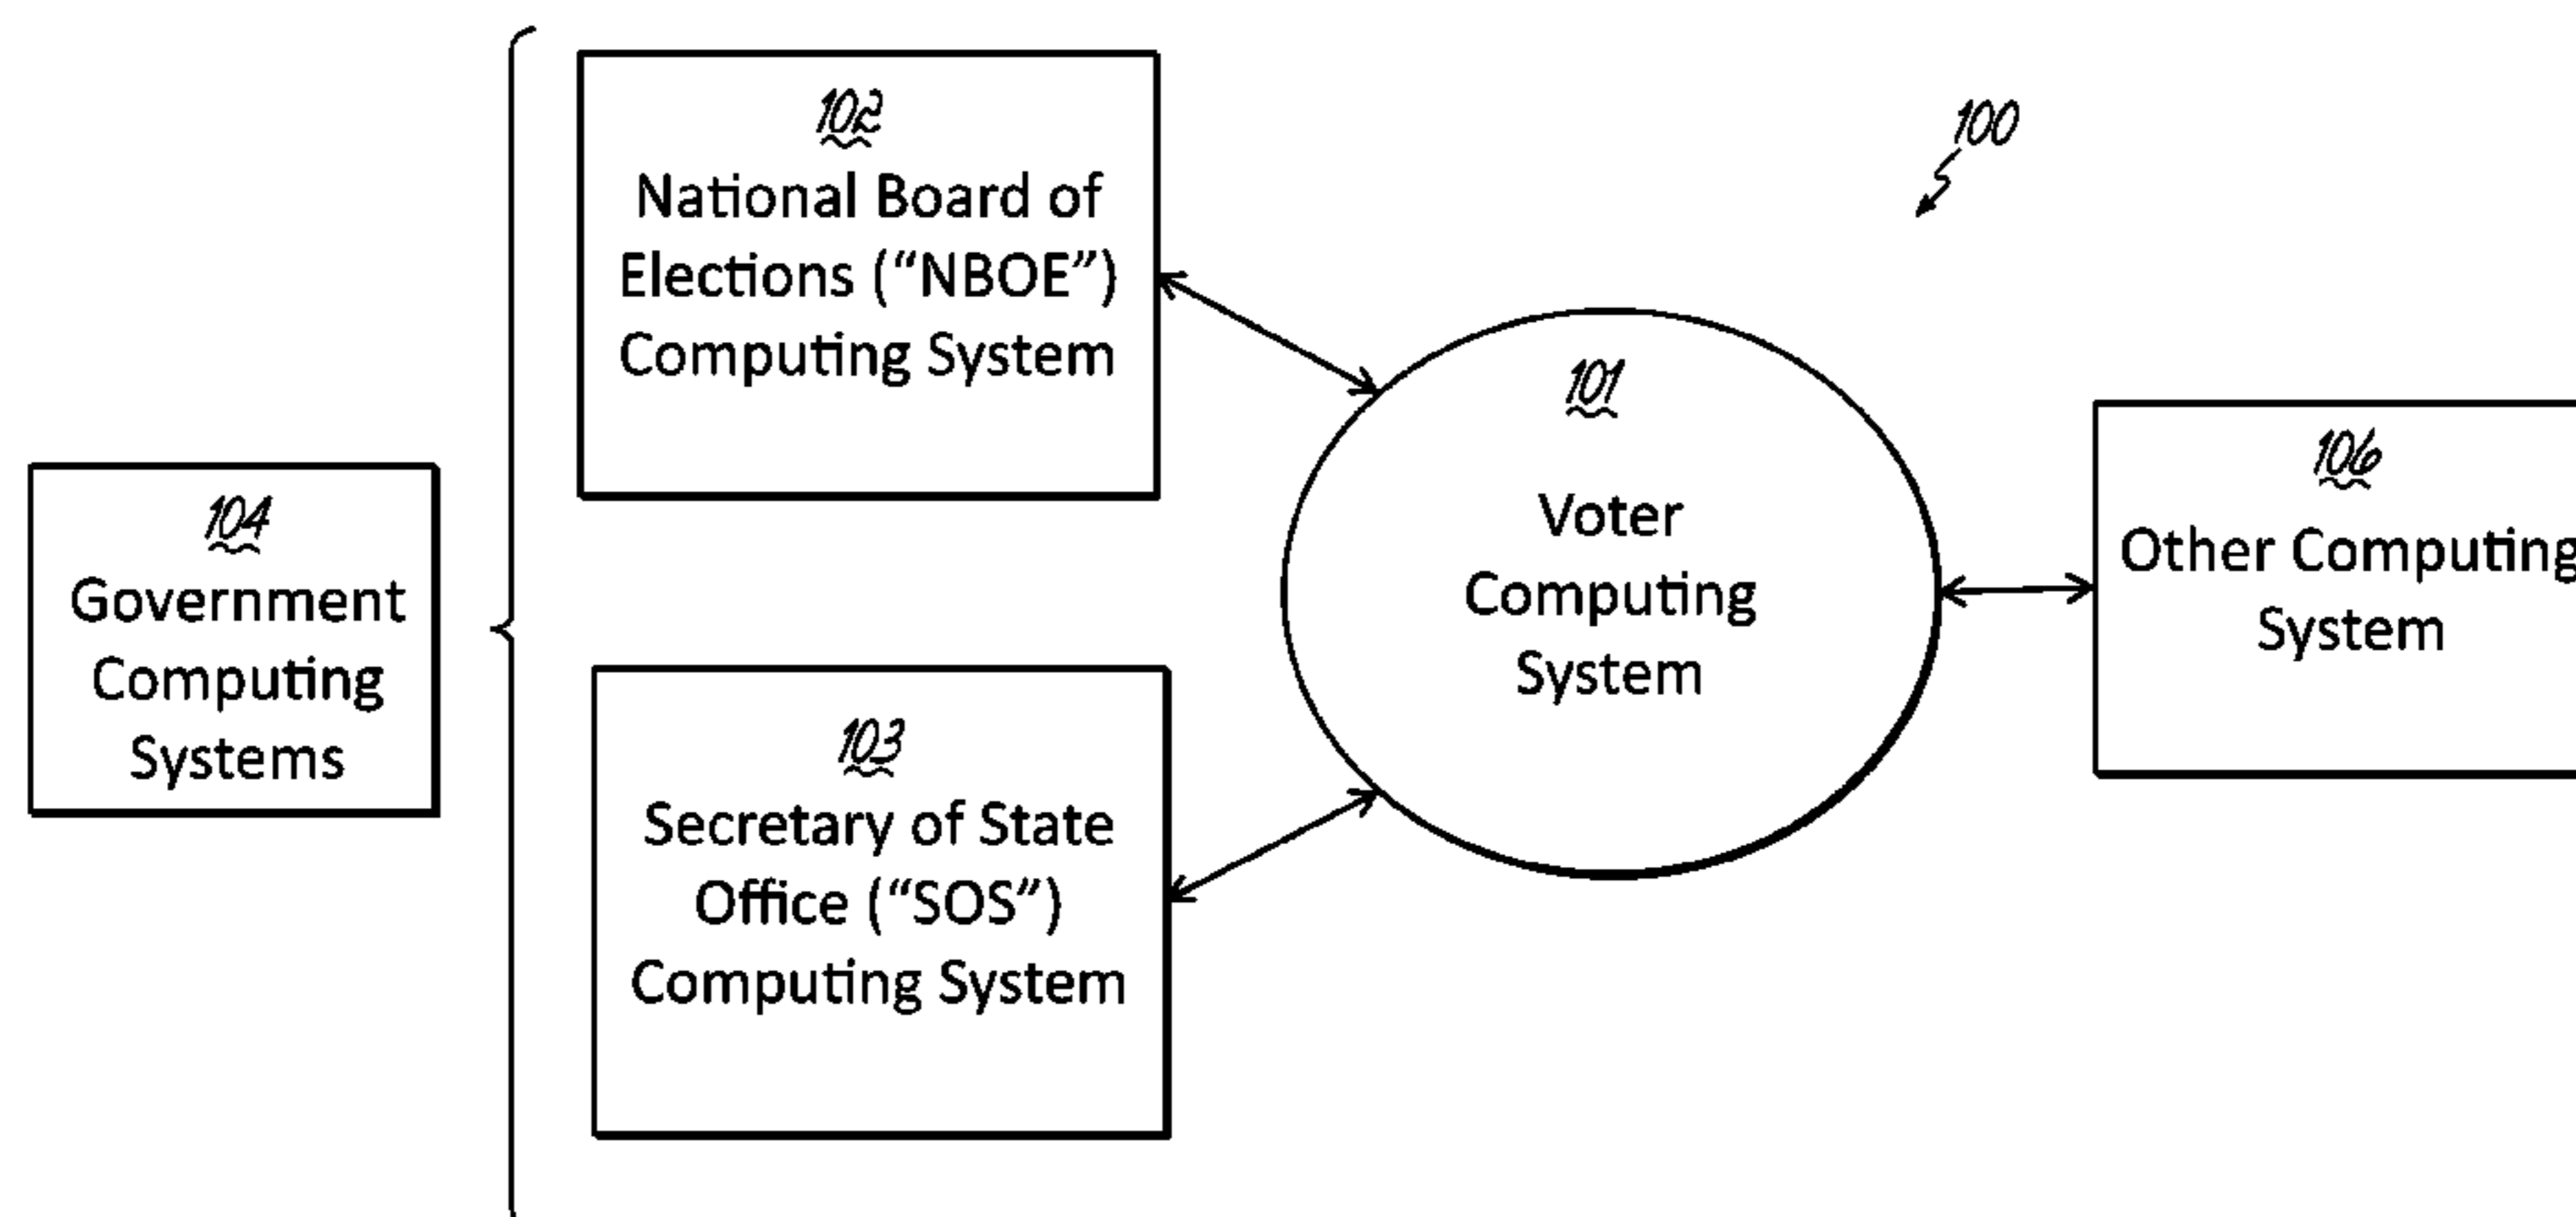 104
Government
Computing
Systems
102
National Board of
Elections (“NBOE”)
Computing System
103
Secretary of State
Office (“SOS”)
Computing System
100
101
Voter
Computing
System
106
Other Computing
System